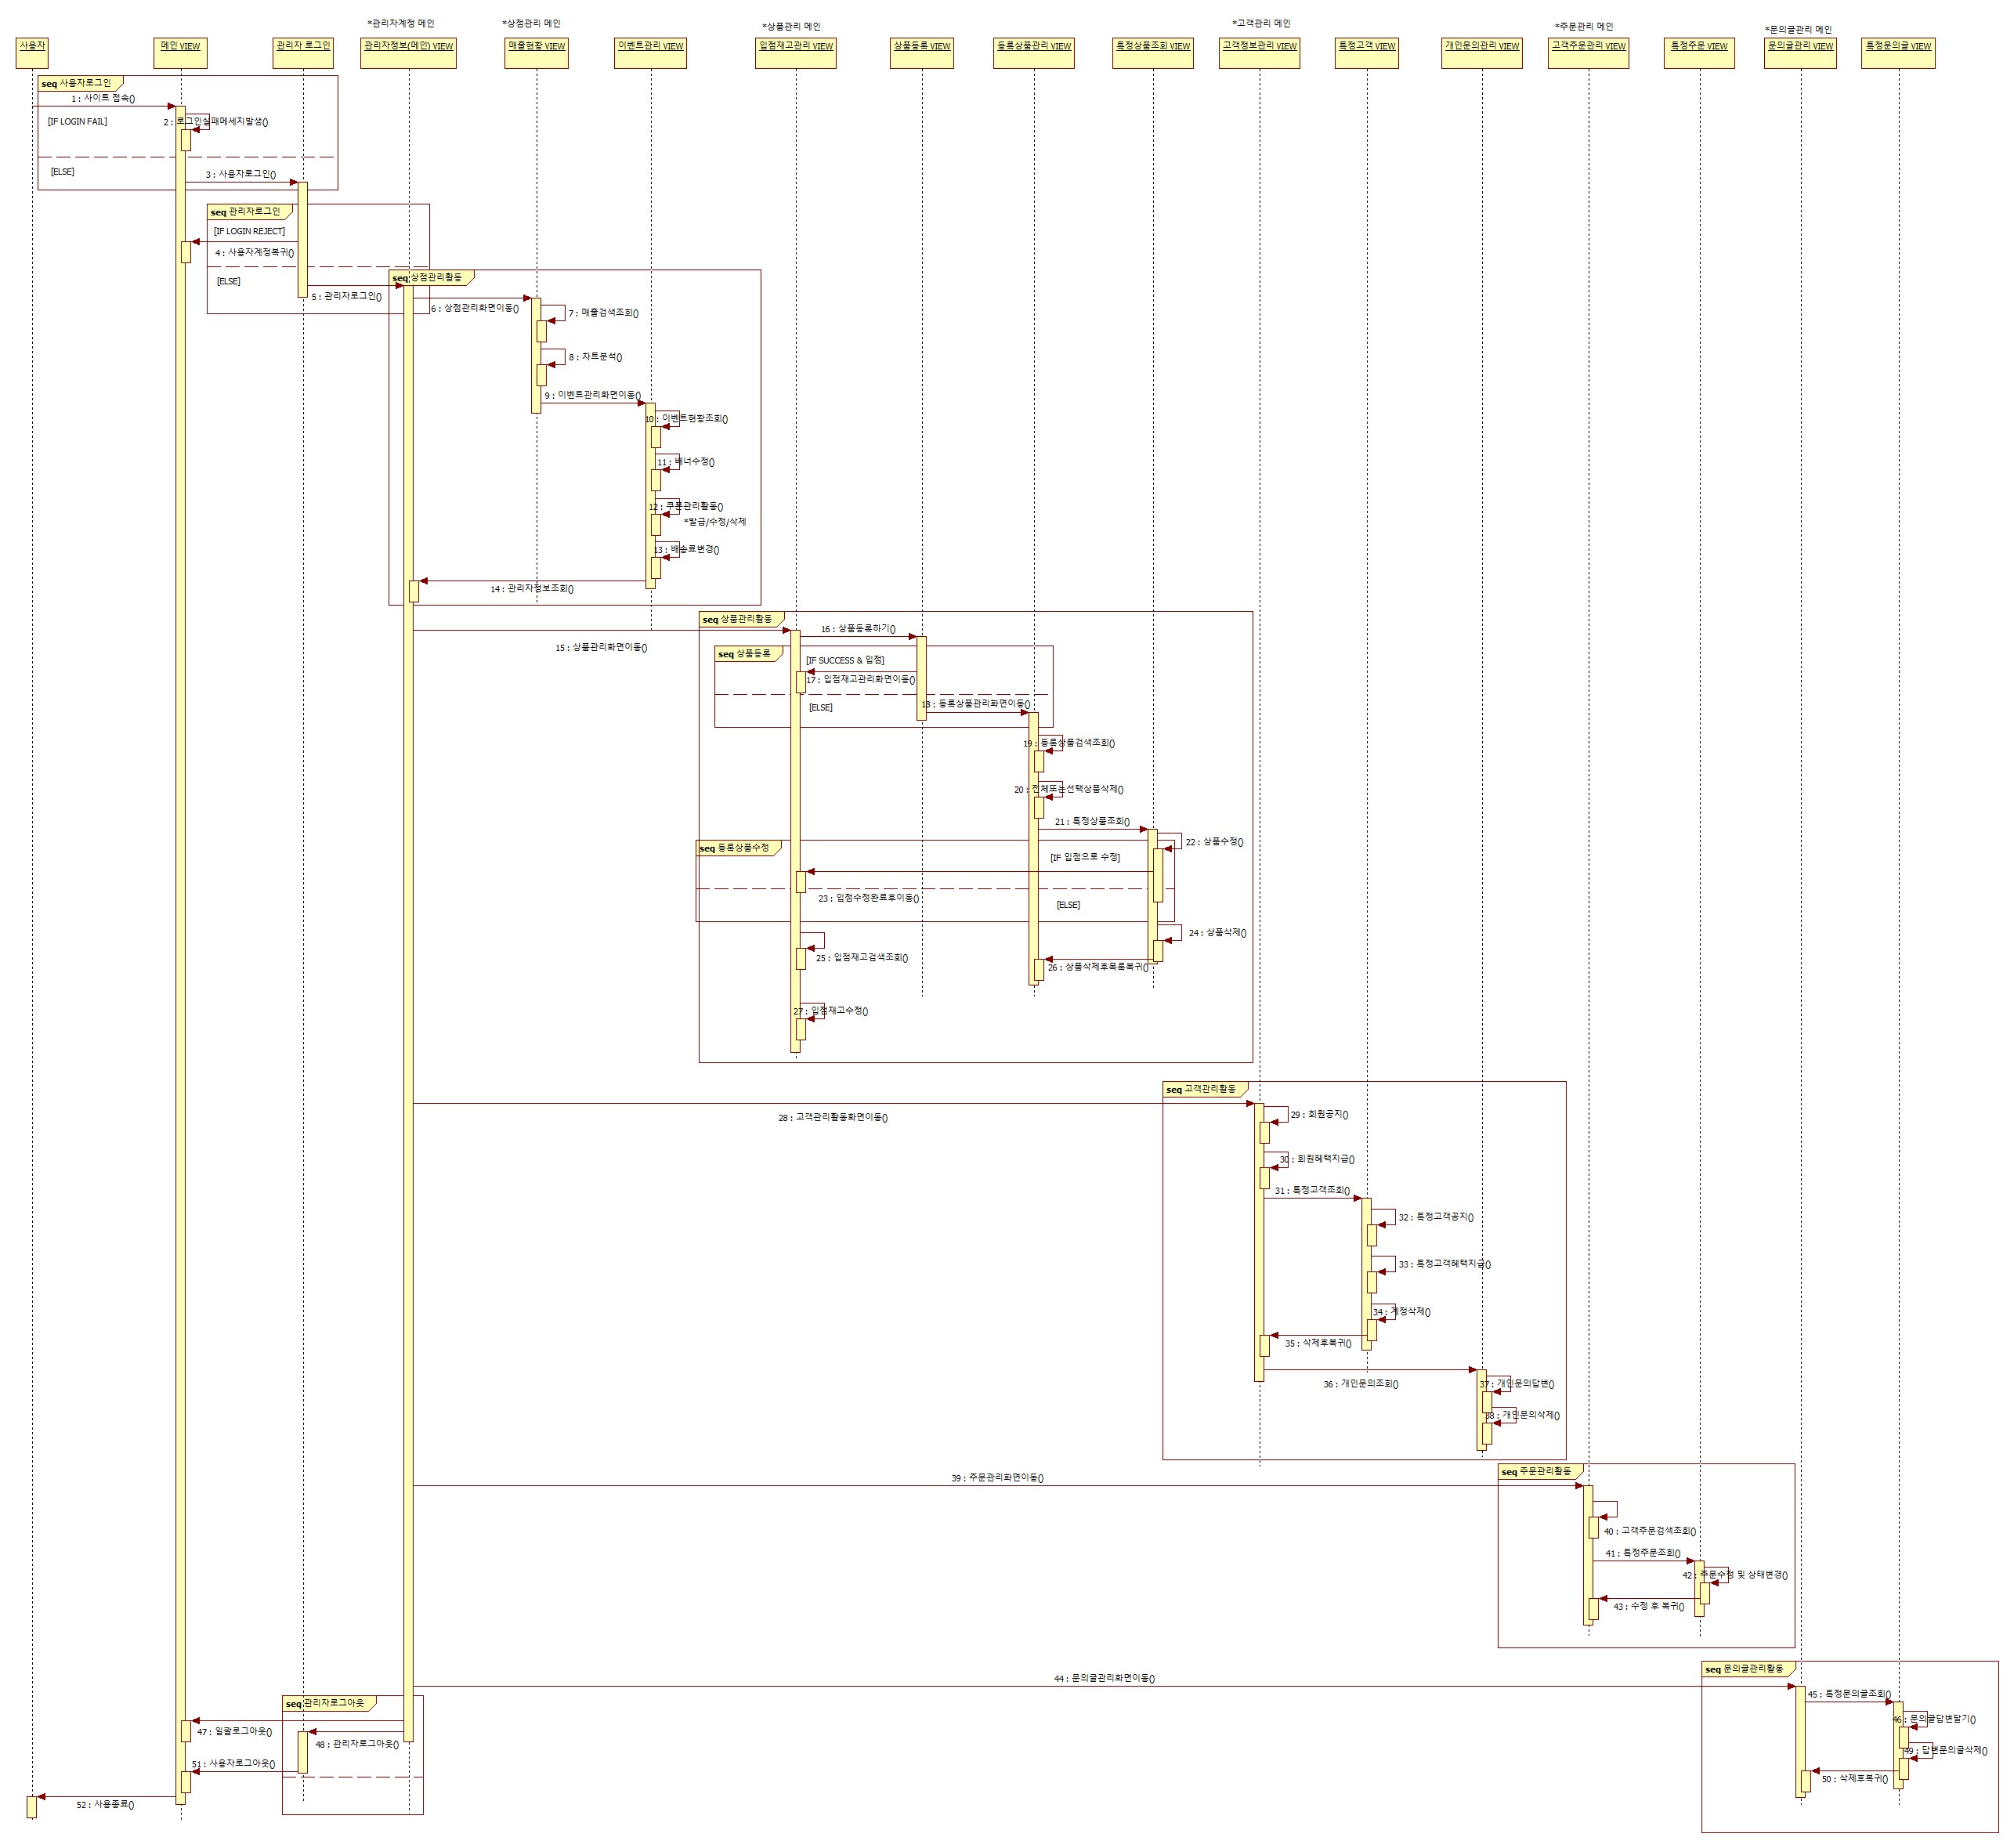 *관리자계정 메인
*상점관리 메인
*상품관리 메인
*고객관리 메인
*주문관리 메인
*문의글관리 메인
사용자
메인 VIEW
관리자 로그인
관리자정보(메인) VIEW
매출현황 VIEW
이벤트관리 VIEW
입점재고관리 VIEW
상품등록 VIEW
등록상품관리 VIEW
특정상품조회 VIEW
고객정보관리 VIEW
특정고객 VIEW
개인문의관리 VIEW
고객주문관리 VIEW
특정주문 VIEW
문의글관리 VIEW
특정문의글 VIEW
seq 사용자로그인
1 : 사이트 접속()
[IF LOGIN FAIL]
2 : 로그인실패메세지발생()
[ELSE]
3 : 사용자로그인()
seq 관리자로그인
[IF LOGIN REJECT]
4 : 사용자계정복귀()
[ELSE]
5 : 관리자로그인()
seq 상점관리활동
6 : 상점관리화면이동()
7 : 매출검색조회()
8 : 차트분석()
9 : 이벤트관리화면이동()
10 : 이벤트현황조회()
11 : 배너수정()
12 : 쿠폰관리활동()
*발급/수정/삭제
13 : 배송료변경()
14 : 관리자정보조회()
seq 상품관리활동
15 : 상품관리화면이동()
16 : 상품등록하기()
seq 상품등록
[IF SUCCESS & 입점]
17 : 입점재고관리화면이동()
[ELSE]
18 : 등록상품관리화면이동()
19 : 등록상품검색조회()
20 : 전체또는선택상품삭제()
21 : 특정상품조회()
22 : 상품수정()
seq 등록상품수정
[IF 입점으로 수정]
23 : 입점수정완료후이동()
[ELSE]
24 : 상품삭제()
25 : 입점재고검색조회()
26 : 상품삭제후목록복귀()
27 : 입점재고수정()
seq 고객관리활동
28 : 고객관리활동화면이동()
29 : 회원공지()
30 : 회원혜택지급()
31 : 특정고객조회()
32 : 특정고객공지()
33 : 특정고객혜택지급()
34 : 계정삭제()
35 : 삭제후복귀()
36 : 개인문의조회()
37 : 개인문의답변()
38 : 개인문의삭제()
seq 주문관리활동
39 : 주문관리화면이동()
40 : 고객주문검색조회()
41 : 특정주문조회()
42 : 주문수정 및 상태변경()
43 : 수정 후 복귀()
seq 문의글관리활동
44 : 문의글관리화면이동()
45 : 특정문의글조회()
46 : 문의글답변달기()
seq 관리자로그아웃
47 : 일괄로그아웃()
48 : 관리자로그아웃()
49 : 답변문의글삭제()
50 : 삭제후복귀()
51 : 사용자로그아웃()
52 : 사용종료()